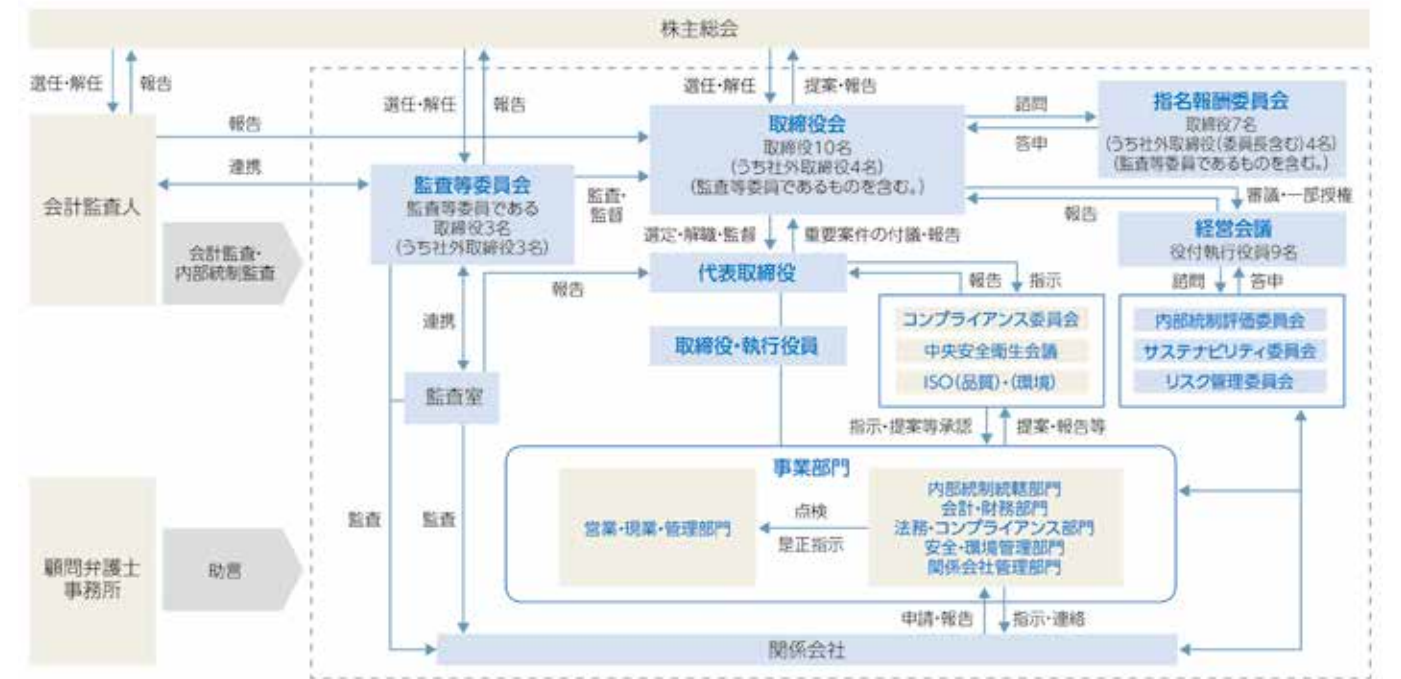 株主総会
選任・解任
報告
選任・解任
報告
選任・解任
提案・報告
会計監査人
報告
連携
会計監査・
内部統制監査
監査等委員会
監査等委員である
取締役3名
(うち社外取締役3名)
監査・
監督
取締役会
取締役10名
(うち社外取締役4名)
(監査等委員であるものを含む。)
諮問
答申
指名報酬委員会
取締役7名
(うち社外取締役(委員長含む)4名)
(監査等委員であるものを含む。)
審議・一部授権
報告
経営会議
役付執行役員9名
諮問
答申
内部統制評価委員会
サステナビリティ委員会
リスク管理委員会
選定・解職・監督
重要案件の付議・報告
代表取締役
報告
報告
指示
コンプライアンス委員会
中央安全衛生会議
ISO(品質)・(環境)
取締役・執行役員
連携
監査室
指示・提案等承認
提案・報告等
事業部門
営業・現業・管理部門
点検
是正指示
内部統制統轄部門
会計・財務部門
法務・コンプライアンス部門
安全・環境管理部門
関係会社管理部門
監査
監査
顧問弁護士
事務所
助言
申請・報告
指示・連絡
関係会社